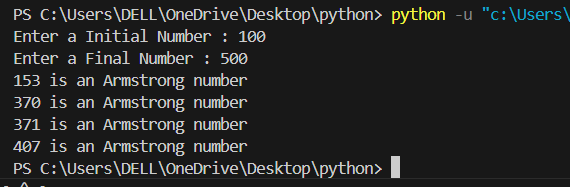 PS C:\Users\DELL\OneDrive\Desktop\python> python -u "c:\Users\
Enter a Initial Number : 100
Enter a Final Number : 500
153 is an Armstrong number
370 is an Armstrong number
371 is an Armstrong number
407 is an Armstrong number
PS C:\Users\DELL\OneDrive\Desktop\python>